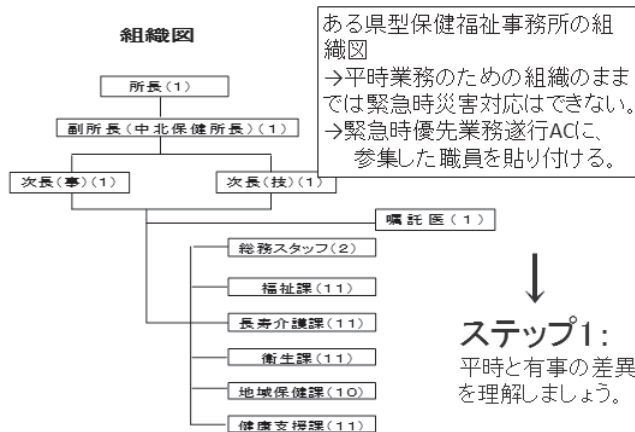 組織図
所長(1)
副所長(中北保健所長)(1)
次長(事)(1)
次長(技)(1)
嘱託医(1)
総務スタッフ(2)
福祉課(11)
長寿介護課(11)
衛生課(11)
地域保健課(10)
健康支援課(11)
ある県型保健福祉事務所の組
織図
→平時業務のための組織のまま
では緊急時災害対応はできない。
→緊急時優先業務遂行ACに、
参集した職員を貼り付ける。
↓
ステップ1:
平時と有事の差異
を理解しましょう。